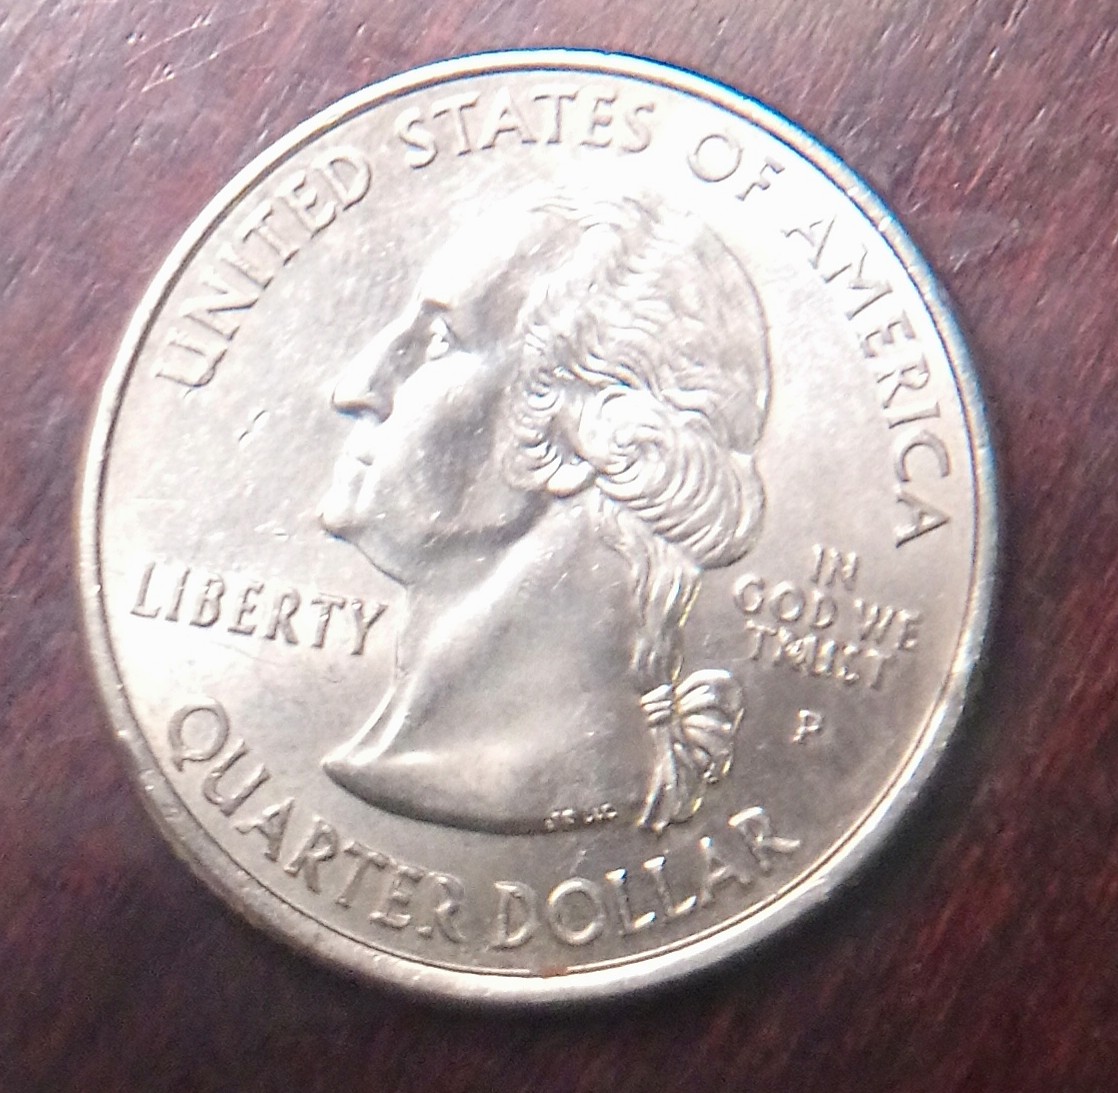 UNITED STATES OF AMERICA
LIBERTY
IN
GOD WE
TRUST
P
QUARTER DOLLAR